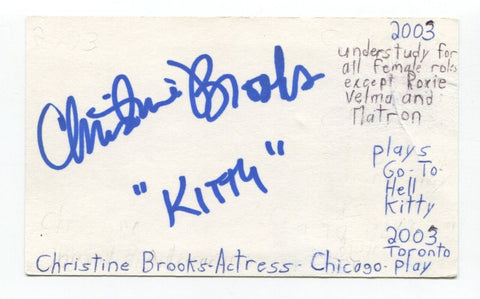 Christine Brooks
"KITTY"
2003
understudy for
all female rols
except Roxie
Velma and
Matron
plays
Go-To-
Hell
Kitty
2003
Toronto
Christine Brooks-Actress-Chicago-play